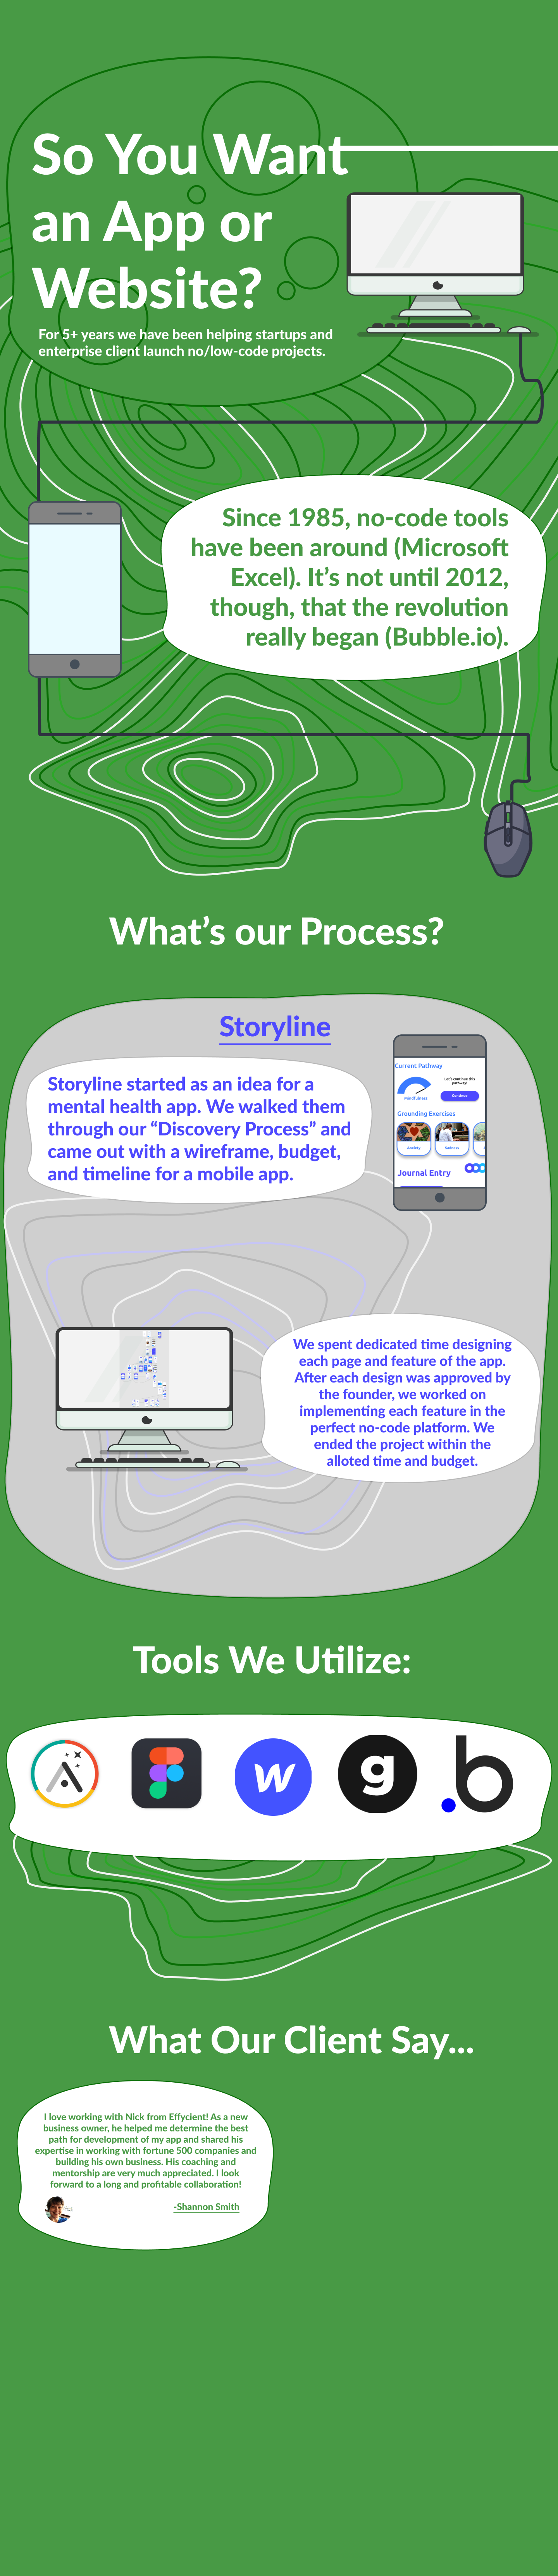 So You Want
an App or
Website?
For 5+ years we have been helping startups and
enterprise client launch no/low-code projects.
Since 1985, no-code tools
have been around (Microsoft
Excel). It’s not until 2012,
though, that the revolution
really began (Bubble.io).
What’s our Process?
Storyline
Storyline started as an idea for a
mental health app. We walked them
through our “Discovery Process” and
came out with a wireframe, budget,
and timeline for a mobile app.
Current Pathway
Let's continue this
pathway!
Mindfulness
Continue
Grounding Exercises
Anxiety
Sadness
Journal Entry
We spent dedicated time designing
each page and feature of the app.
After each design was approved by
the founder, we worked on
implementing each feature in the
perfect no-code platform. We
ended the project within the
alloted time and budget.
Tools We Utilize:
w
g
b
What Our Client Say...
I love working with Nick from Effycient! As a new
business owner, he helped me determine the best
path for development of my app and shared his
expertise in working with fortune 500 companies and
building his own business. His coaching and
mentorship are very much appreciated. I look
forward to a long and profitable collaboration!
-Shannon Smith